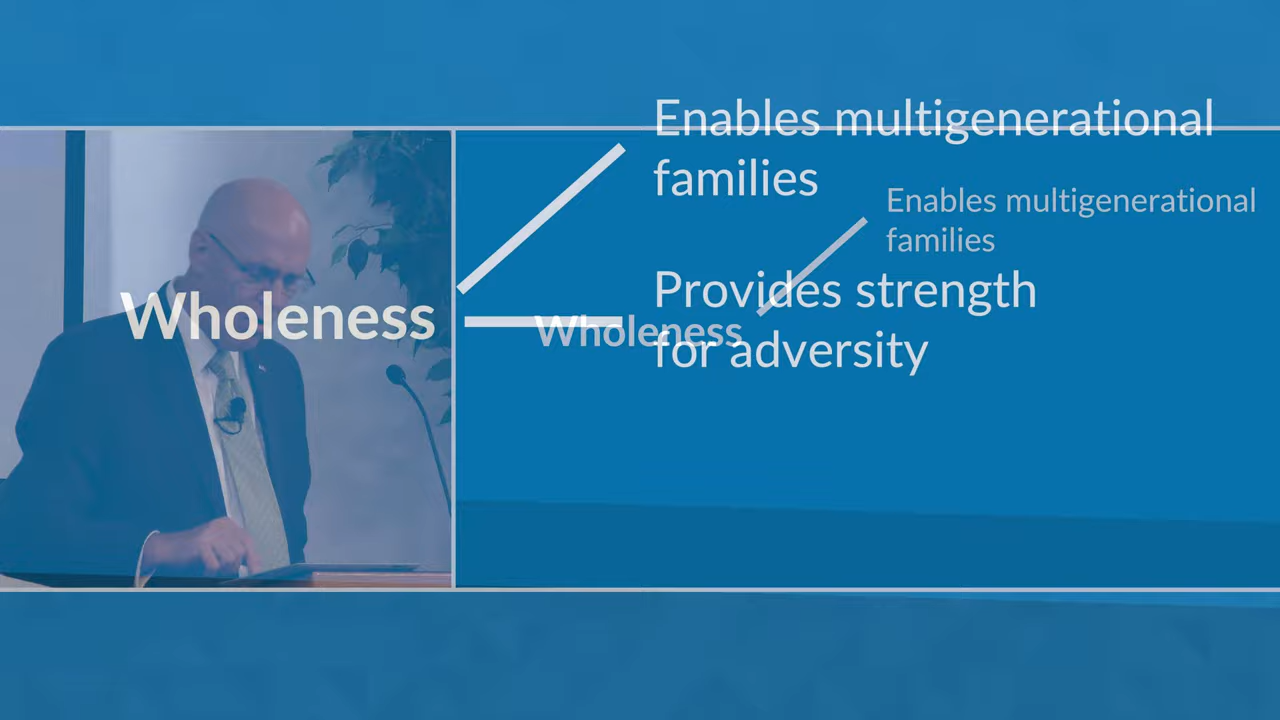 Enables multigenerational
families
Wholeness
Provides strength
for adversity
Enables multigenerational
families
Wholeness